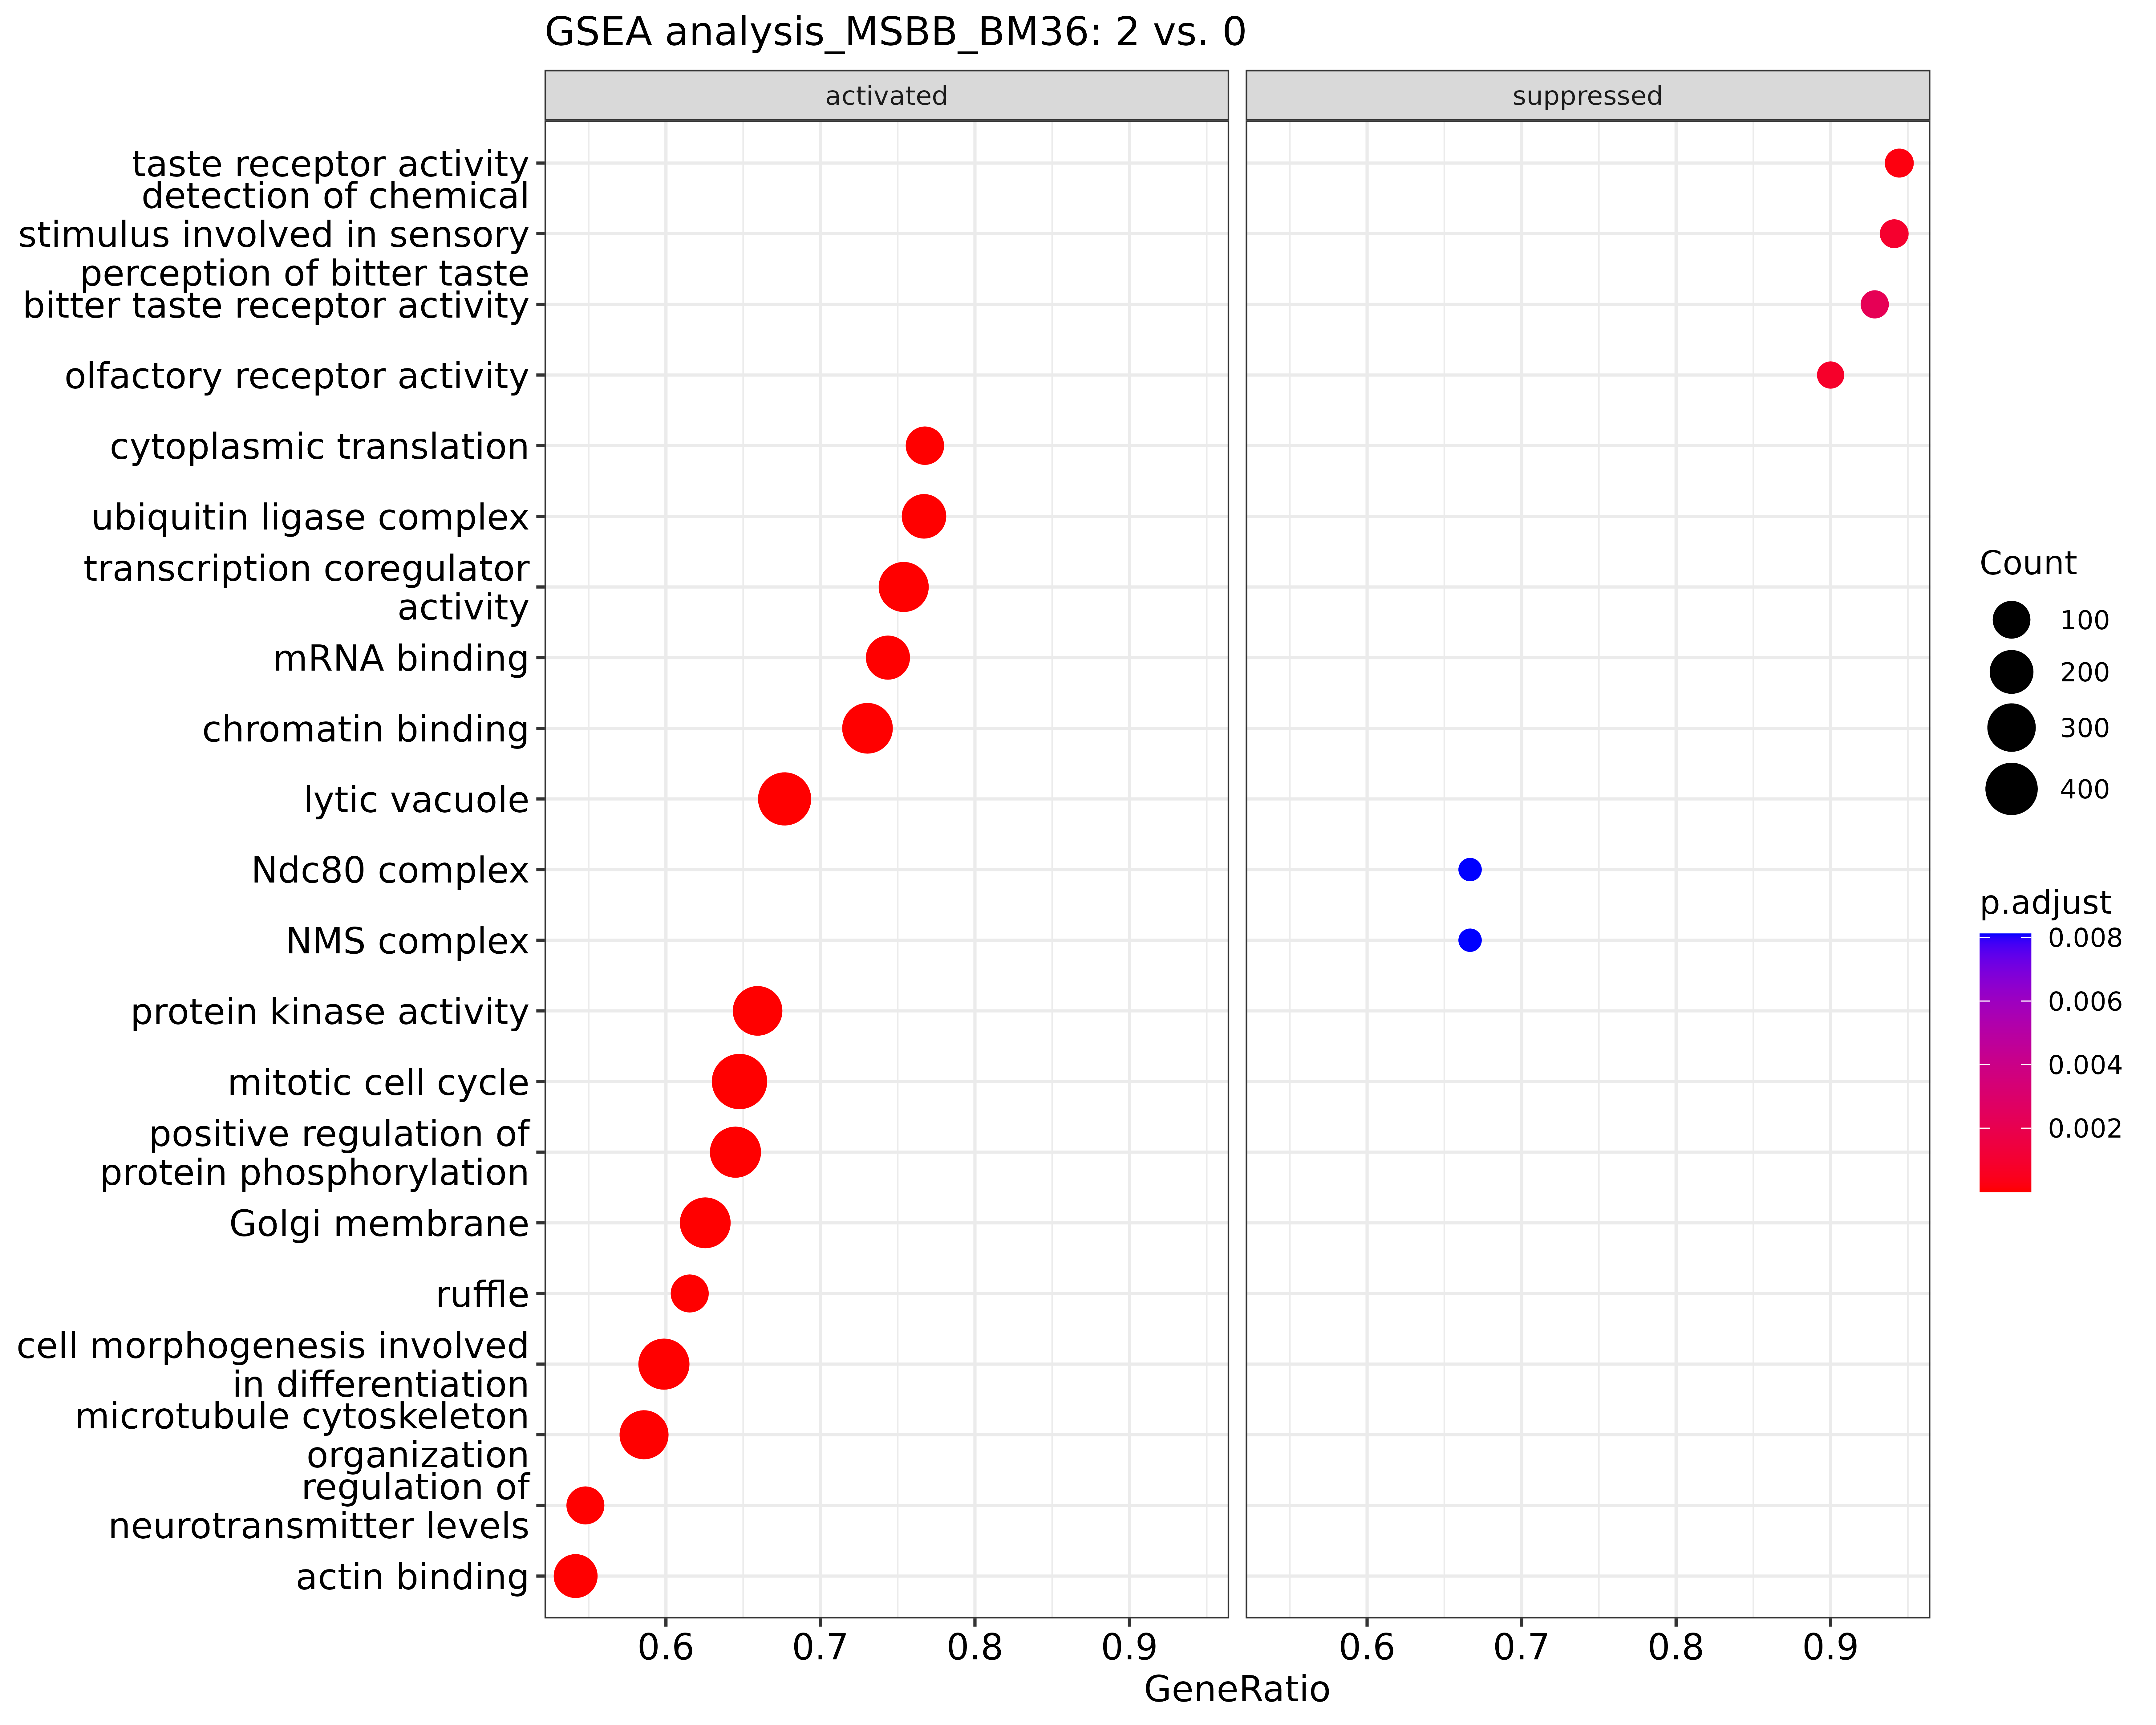 GSEA analysis_MSBB_BM36: 2 vs. 0
activated
suppressed
taste receptor activity
detection of chemical
stimulus involved in sensory
perception of bitter taste
bitter taste receptor activity
olfactory receptor activity
cytoplasmic translation
ubiquitin ligase complex
transcription coregulator
activity
mRNA binding
chromatin binding
lytic vacuole
Ndc80 complex
NMS complex
protein kinase activity
mitotic cell cycle
positive regulation of
protein phosphorylation
Golgi membrane
ruffle
cell morphogenesis involved
in differentiation
microtubule cytoskeleton
organization
regulation of
neurotransmitter levels
actin binding
0.6 0.7 0.8 0.9
0.6 0.7 0.8 0.9
GeneRatio
Count
100
200
300
400
p.adjust
0.008
0.006
0.004
0.002